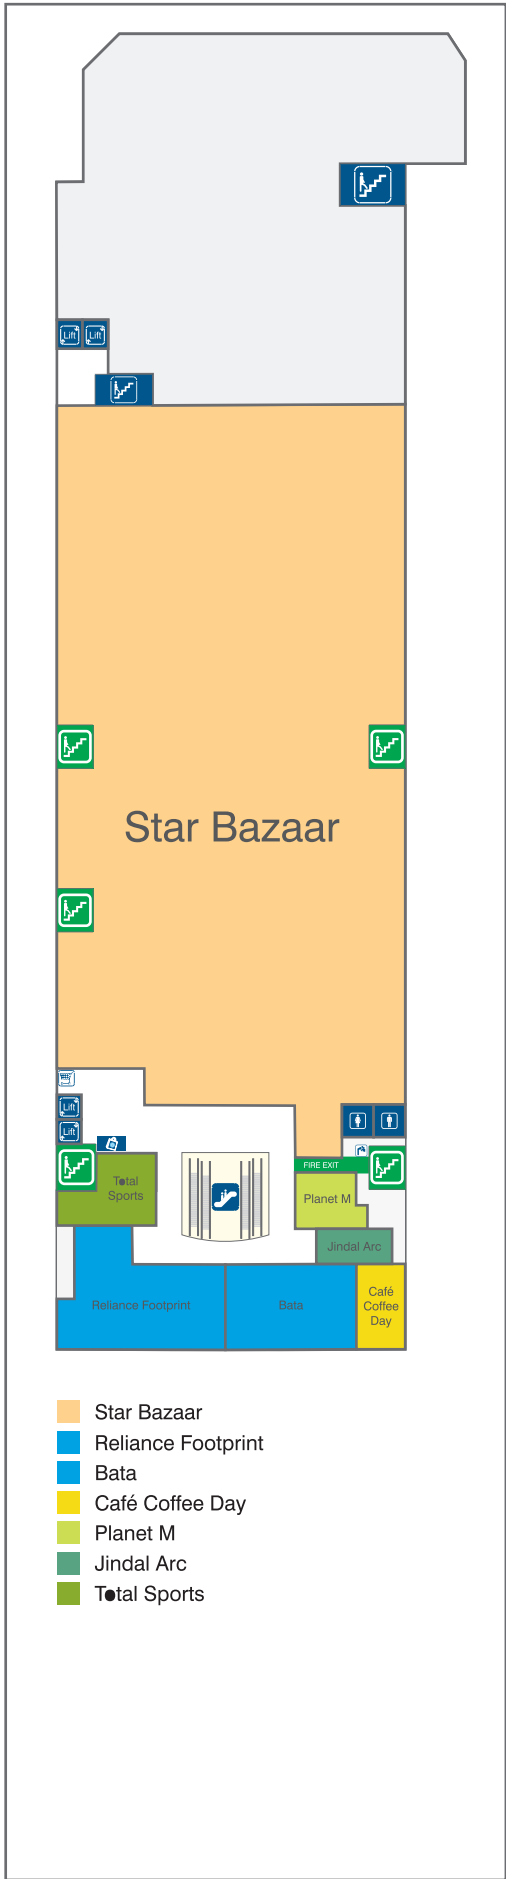 Lift
Lift
Star Bazaar
Lift
Lift
FIRE EXIT
Total
Sports
Planet M
Jindal Arc
Reliance Footprint
Bata
Café
Coffee
Day
Star Bazaar
Reliance Footprint
Bata
Café Coffee Day
Planet M
Jindal Arc
Total Sports